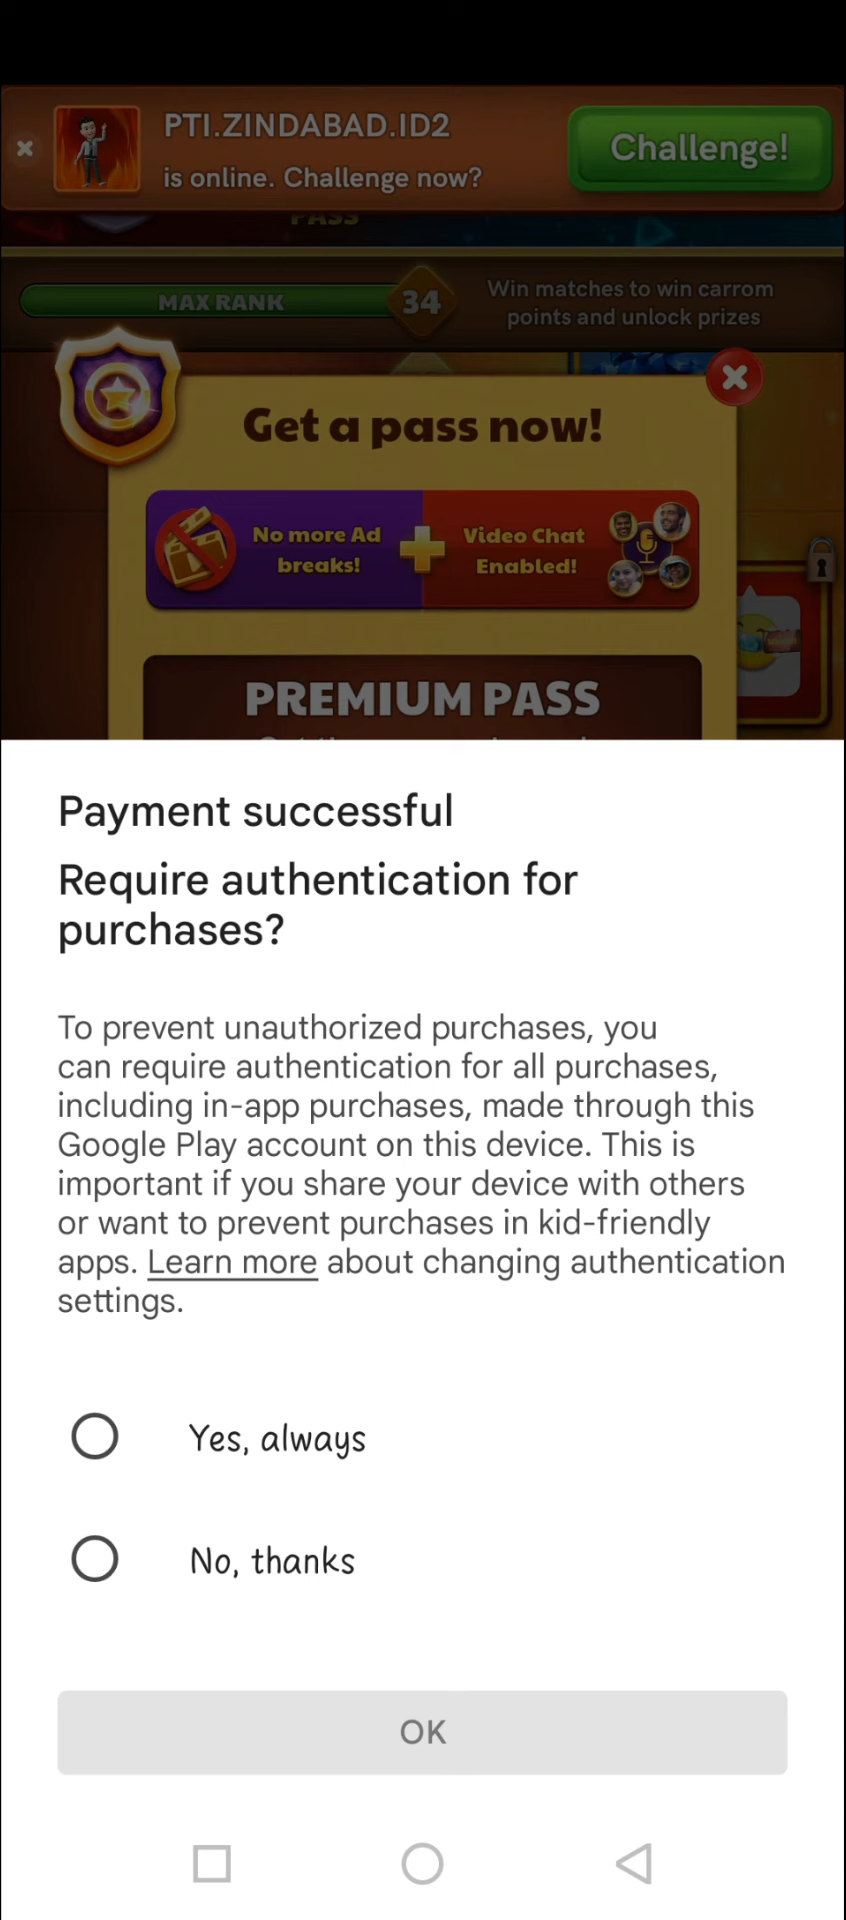 PTI.ZINDABAD.ID2
is online. Challenge now?
Challenge!
PASS
MAX RANK
34
Win matches to win carrom
points and unlock prizes
Get a pass now!
No more Ad
breaks!
Video Chat
Enabled!
PREMIUM PASS
Payment successful
Require authentication for
purchases?
To prevent unauthorized purchases, you
can require authentication for all purchases,
including in-app purchases, made through this
Google Play account on this device. This is
important if you share your device with others
or want to prevent purchases in kid-friendly
apps. Learn more about changing authentication
settings.
Yes, always
No, thanks
OK